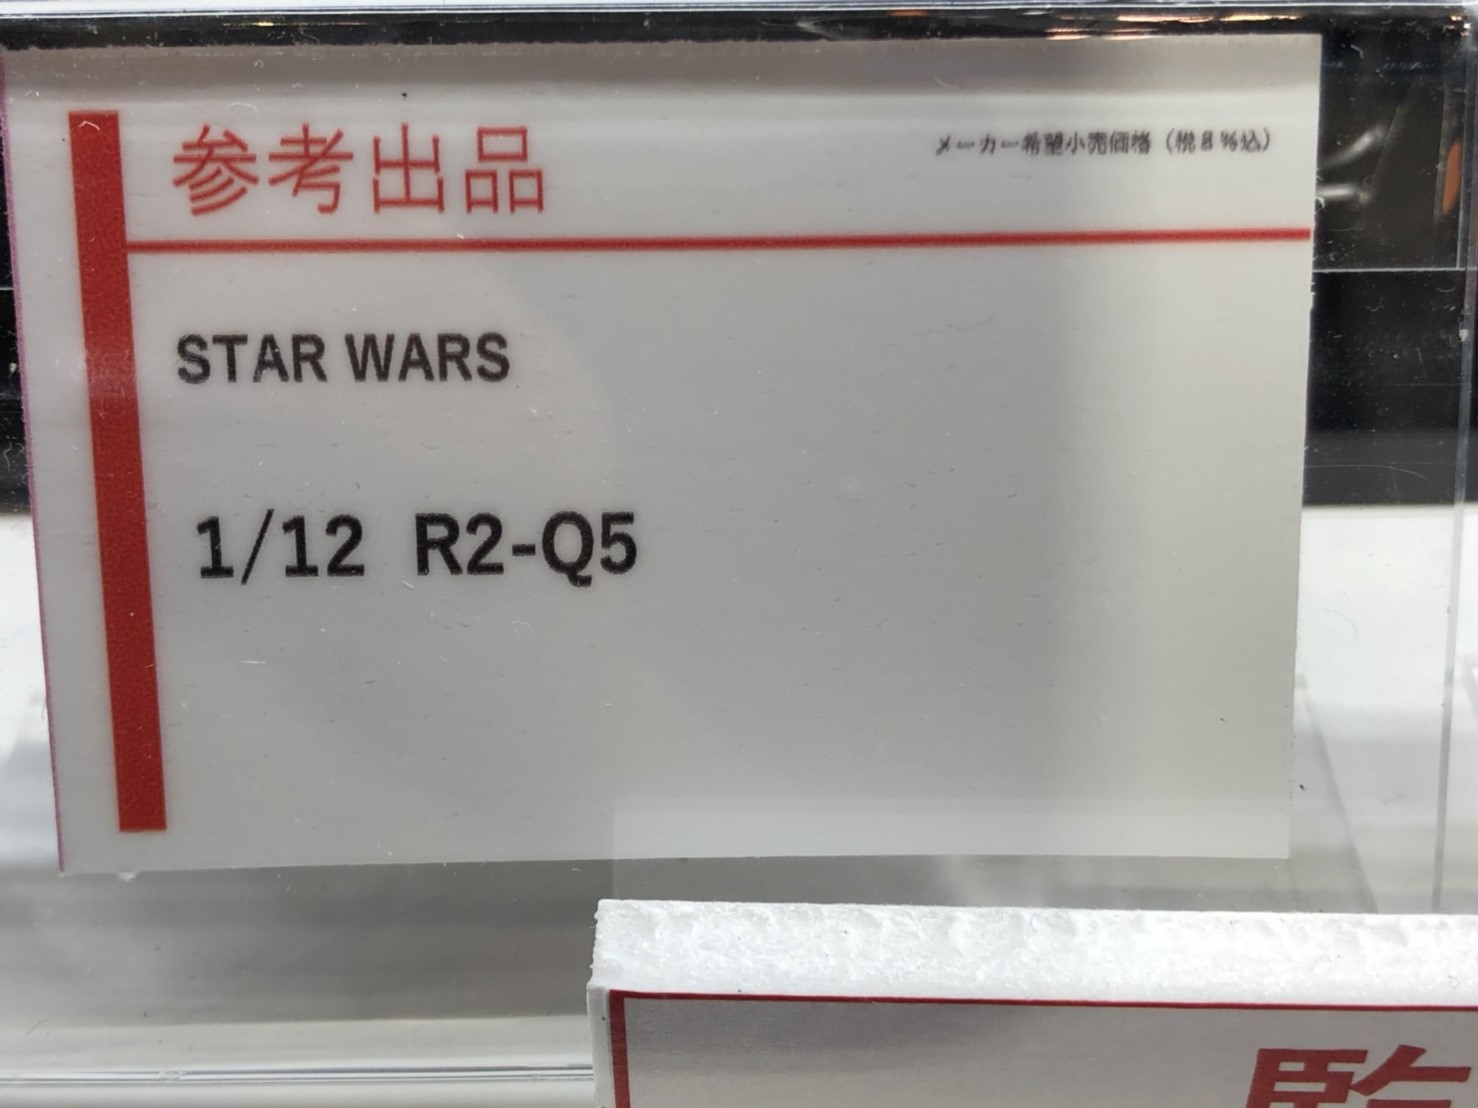 参考出品
メーカー希望小売価格（税8%込）
STAR WARS
1/12 R2-Q5
監